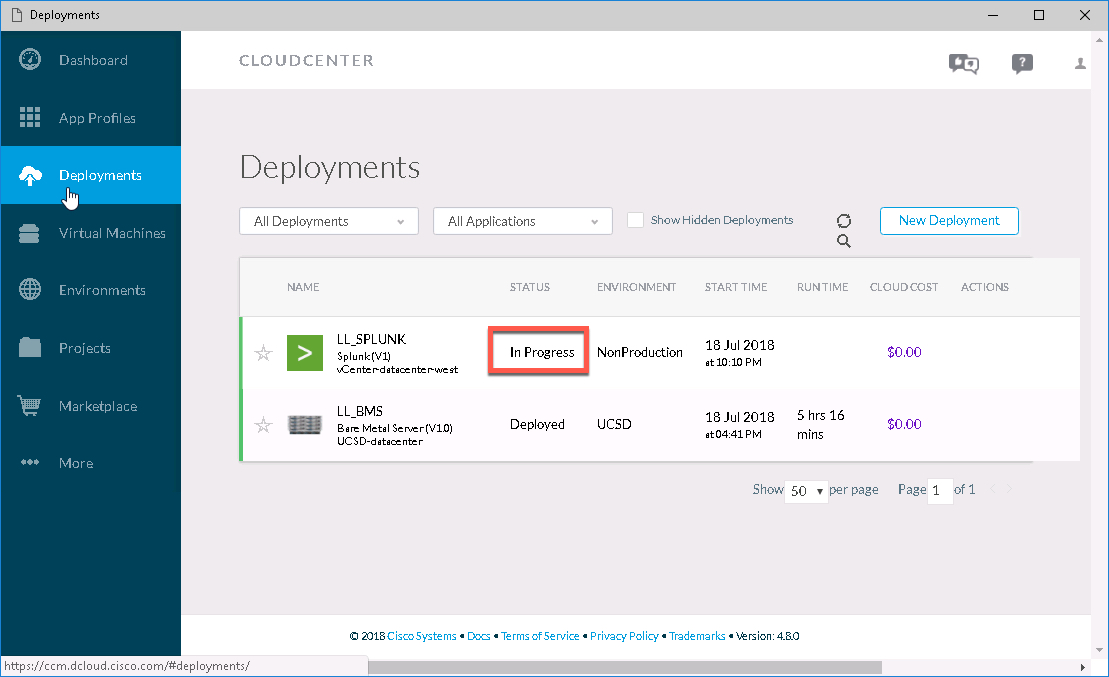 Deployments
Dashboard
App Profiles
Deployments
Virtual Machines
Environments
Projects
Marketplace
More
CLOUDCENTER
?
Deployments
All Deployments
All Applications
Show Hidden Deployments
New Deployment
NAME STATUS ENVIRONMENT START TIME RUN TIME CLOUD COST ACTIONS
LL_SPLUNK
Splunk (V1)
vCenter-datacenter-west
In Progress
NonProduction
18 Jul 2018
at 10:10 PM
$0.00
LL_BMS
Bare Metal Server (V1.0)
UCSD-datacenter
Deployed
UCSD
18 Jul 2018
at 04:41 PM
5 hrs 16
mins
$0.00
Show 50 per page Page 1 of 1
© 2018 Cisco Systems • Docs • Terms of Service • Privacy Policy • Trademarks • Version: 4.8.0
https://ccm.dcloud.cisco.com/#deployments/